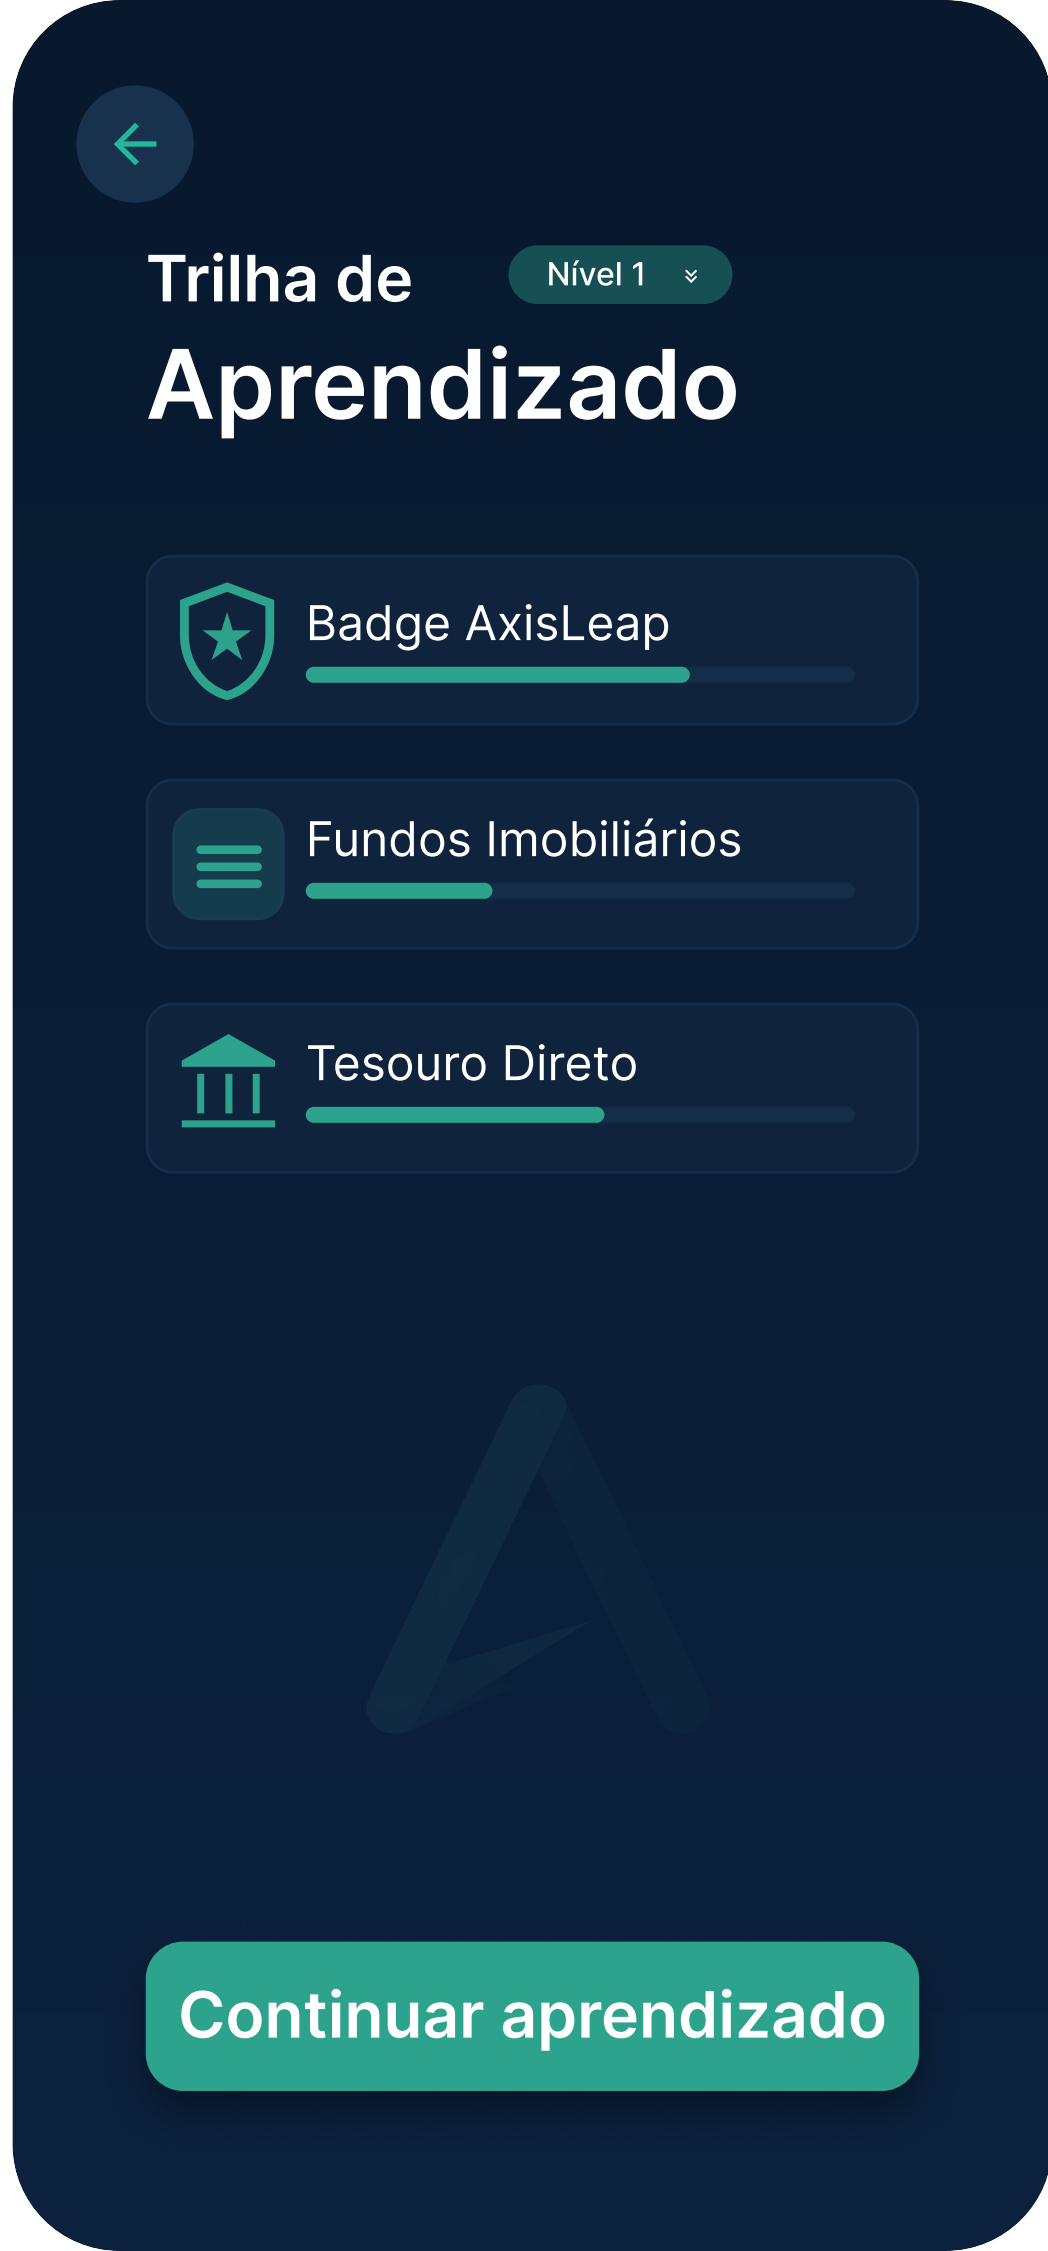 Trilha de
Nível 1
Aprendizado
Badge AxisLeap
Fundos Imobiliários
Tesouro Direto
Continuar aprendizado